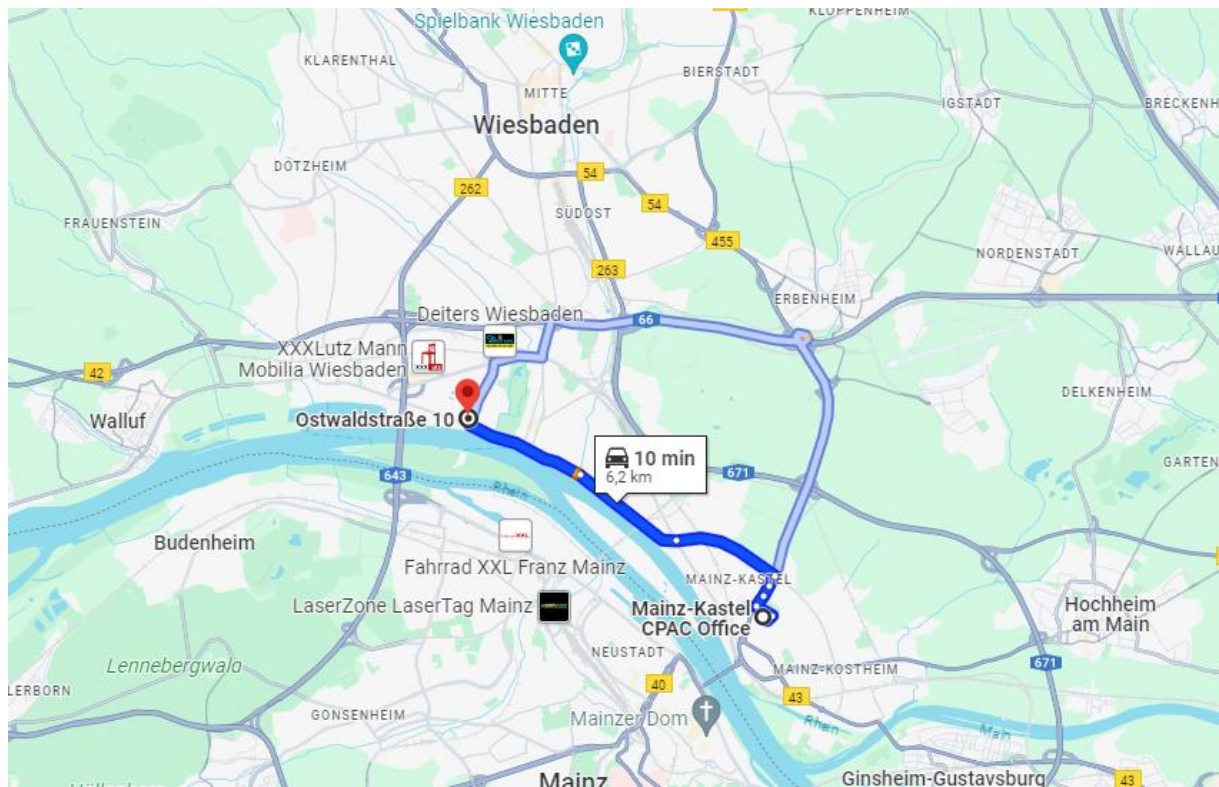 Spielbank Wiesbaden
KLOPPENHEIM
KLARENTHAL
BIERSTADT
MITTE
IGSTADT
BRECKENH
Wiesbaden
DOTZHEIM
54
262
54
FRAUENSTEIN
SÜDOST
455
NORDENSTADT
WALLAU
263
ERBENHEIM
Deiters Wiesbaden
66
XXXLutz Mann
Mobilia Wiesbaden
42
DELKENHEIM
Walluf
Ostwaldstraße 10
10 min
6,2 km
671
GARTEN
643
Rhein
Budenheim
Fahrrad XXL Franz Mainz
MAINZ-KASTEL
LaserZone LaserTag Mainz
Mainz-Kastel
CPAC Office
Hochheim
am Main
NEUSTADT
Lennebergwald
MAINZ-KOSTHEIM
671
LERBORN
40
43
GONSENHEIM
Mainzer Dom
Rhein
Main
Mainz
Ginsheim-Gustavsburg
43